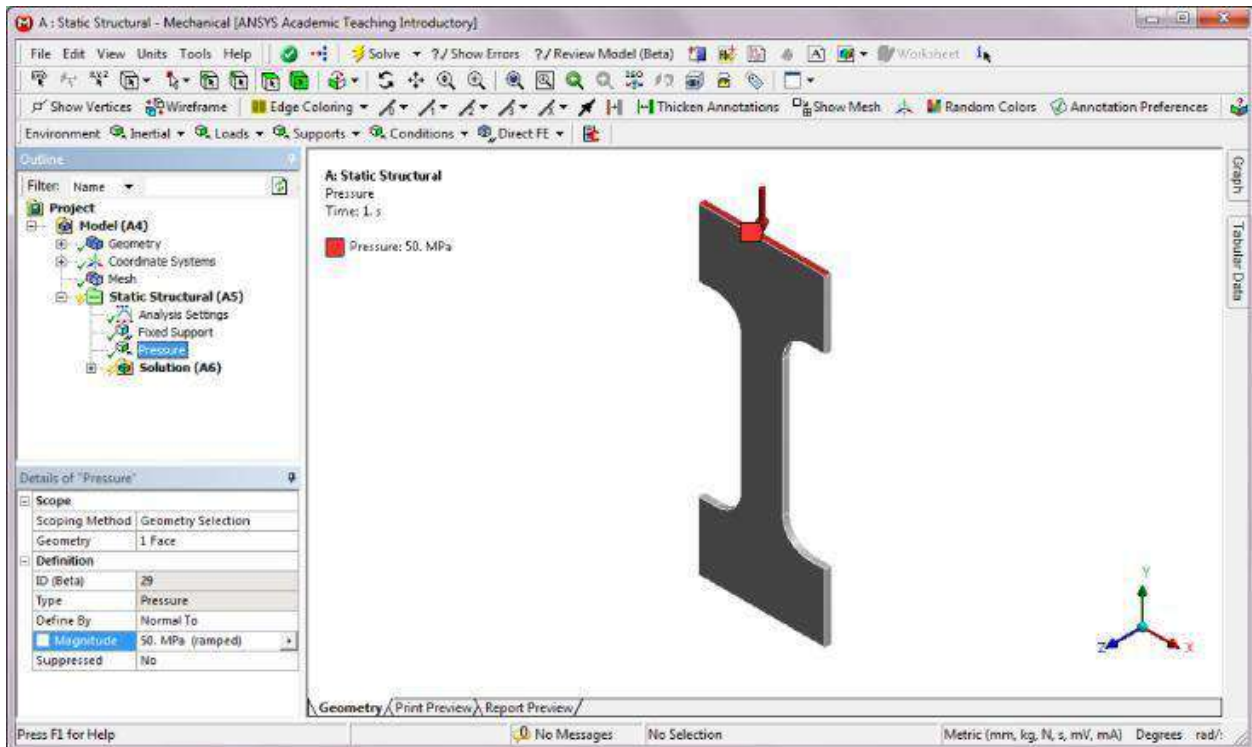 A : Static Structural - Mechanical [ANSYS Academic Teaching Introductory]
File Edit View Units Tools Help Solve ?/ Show Errors ?/ Review Model (Beta) A Worksheet
Show Vertices Wireframe Edge Coloring Thicken Annotations Show Mesh Random Colors Annotation Preferences
Environment Inertial Loads Supports Conditions Direct FE
Outline
Filter: Name
Project
Model (A4)
Geometry
Coordinate Systems
Mesh
Static Structural (A5)
Analysis Settings
Fixed Support
Pressure
Solution (A6)
Details of "Pressure"
Scope
Scoping Method Geometry Selection
Geometry 1 Face
Definition
ID (Beta) 29
Type Pressure
Define By Normal To
Magnitude 50. MPa (ramped)
Suppressed No
A: Static Structural
Pressure
Time: 1. s
Pressure: 50. MPa
Y
Z
X
Geometry Print Preview Report Preview
Graph
Tabular Data
Press F1 for Help No Messages No Selection Metric (mm, kg, N, s, mV, mA) Degrees rad/